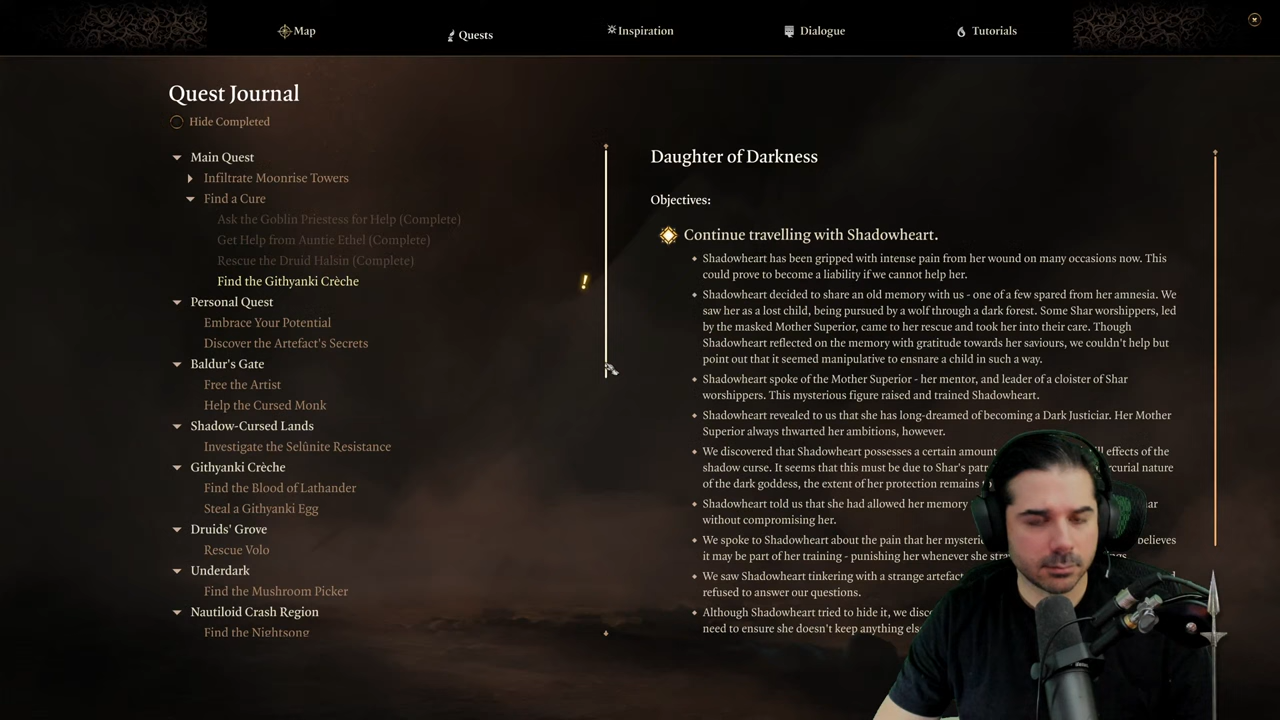 Map
Quests
Inspiration
Dialogue
Tutorials
Quest Journal
Hide Completed
Main Quest
Infiltrate Moonrise Towers
Find a Cure
Ask the Goblin Priestess for Help (Complete)
Get Help from Auntie Ethel (Complete)
Rescue the Druid Halsin (Complete)
Find the Githyanki Crèche
!
Personal Quest
Embrace Your Potential
Discover the Artefact's Secrets
Baldur's Gate
Free the Artist
Help the Cursed Monk
Shadow-Cursed Lands
Investigate the Selûnite Resistance
Githyanki Crèche
Find the Blood of Lathander
Steal a Githyanki Egg
Druids' Grove
Rescue Volo
Underdark
Find the Mushroom Picker
Nautiloid Crash Region
Find the Nightsong
Daughter of Darkness
Objectives:
Continue travelling with Shadowheart.
Shadowheart has been gripped with intense pain from her wound on many occasions now. This
could prove to become a liability if we cannot help her.
Shadowheart decided to share an old memory with us - one of a few spared from her amnesia. We
saw her as a lost child, being pursued by a wolf through a dark forest. Some Shar worshippers, led
by the masked Mother Superior, came to her rescue and took her into their care. Though
Shadowheart reflected on the memory with gratitude towards her saviours, we couldn't help but
point out that it seemed manipulative to ensnare a child in such a way.
Shadowheart spoke of the Mother Superior - her mentor, and leader of a cloister of Shar
worshippers. This mysterious figure raised and trained Shadowheart.
Shadowheart revealed to us that she has long-dreamed of becoming a Dark Justiciar. Her Mother
Superior always thwarted her ambitions, however.
We discovered that Shadowheart possesses a certain amount effects of the
shadow curse. It seems that this must be due to Shar's nature
of the dark goddess, the extent of her protection remains
Shadowheart told us that she had allowed her memory
without compromising her.
We spoke to Shadowheart about the pain that her believes
it may be part of her training - punishing her whenever she
We saw Shadowheart tinkering with a strange
refused to answer our questions.
Although Shadowheart tried to hide it, we
need to ensure she doesn't keep anything